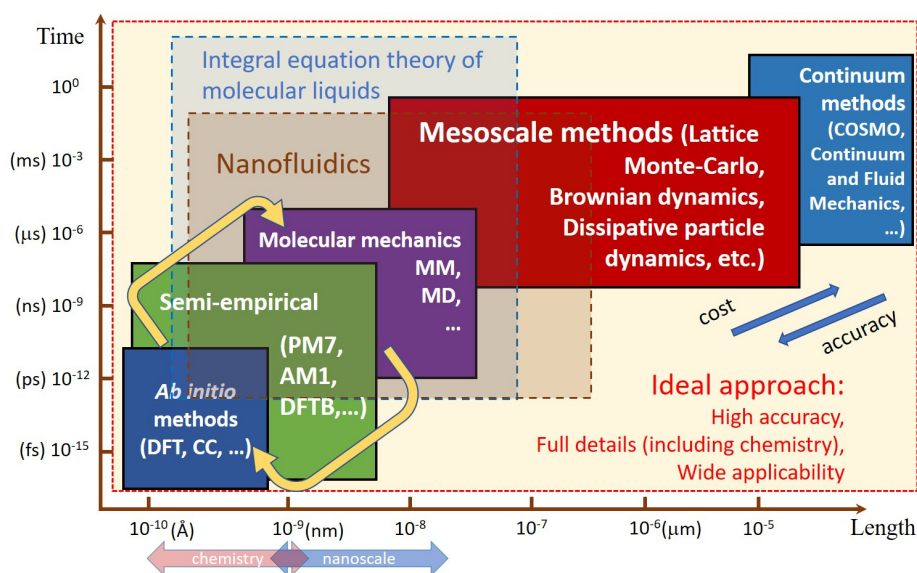 Time
10⁰
(ms) 10⁻³
(μs) 10⁻⁶
(ns) 10⁻⁹
(ps) 10⁻¹²
(fs) 10⁻¹⁵
Integral equation theory of
molecular liquids
Nanofluidics
Continuum
methods
(COSMO,
Continuum
and Fluid
Mechanics,
...)
Mesoscale methods (Lattice
Monte-Carlo,
Brownian dynamics,
Dissipative particle
dynamics, etc.)
Molecular mechanics
MM,
MD,
...
Semi-empirical
(PM7,
AM1,
DFTB,...)
Ab initio
methods
(DFT, CC, ...)
cost
accuracy
Ideal approach:
High accuracy,
Full details (including chemistry),
Wide applicability
10⁻¹⁰ (Å)
10⁻⁹ (nm)
10⁻⁸
10⁻⁷
10⁻⁶ (μm)
10⁻⁵
Length
chemistry
nanoscale